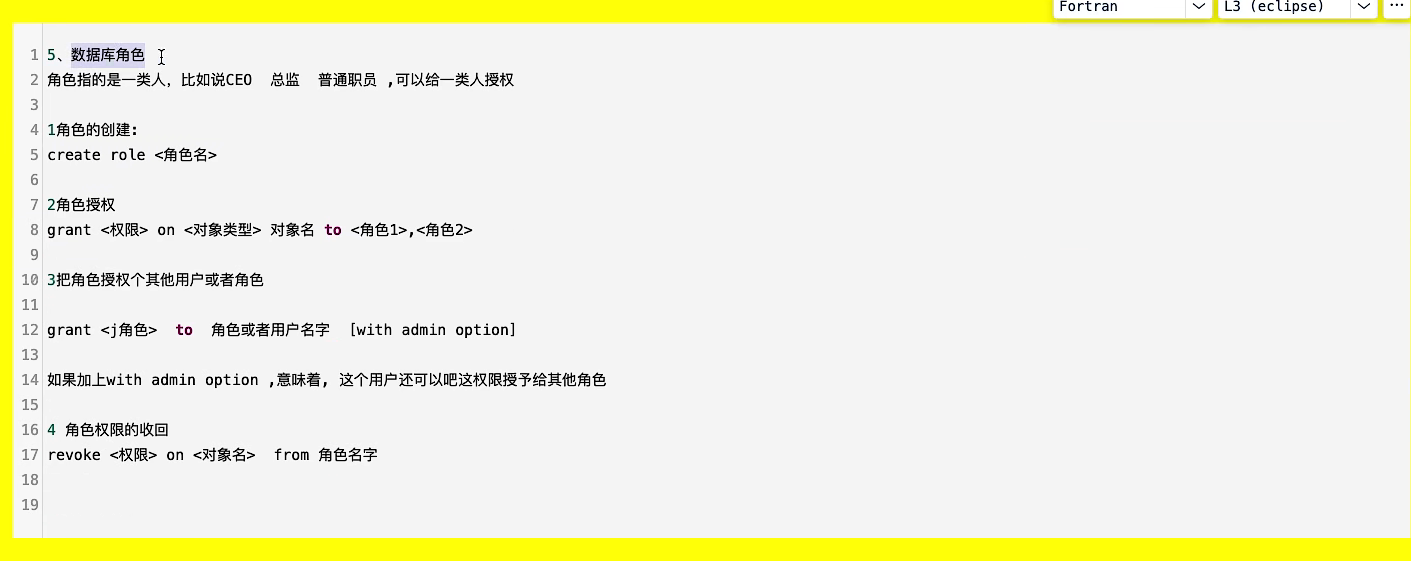 Fortran
L3 (eclipse)
1 5、数据库角色
2 角色指的是一类人，比如说CEO  总监  普通职员 ,可以给一类人授权
3
4 1角色的创建:
5 create role <角色名>
6
7 2角色授权
8 grant <权限> on <对象类型> 对象名 to <角色1>,<角色2>
9
10 3把角色授权个其他用户或者角色
11
12 grant <j角色>  to  角色或者用户名字  [with admin option]
13
14 如果加上with admin option ,意味着, 这个用户还可以吧这权限授予给其他角色
15
16 4 角色权限的收回
17 revoke <权限> on <对象名>  from 角色名字
18
19